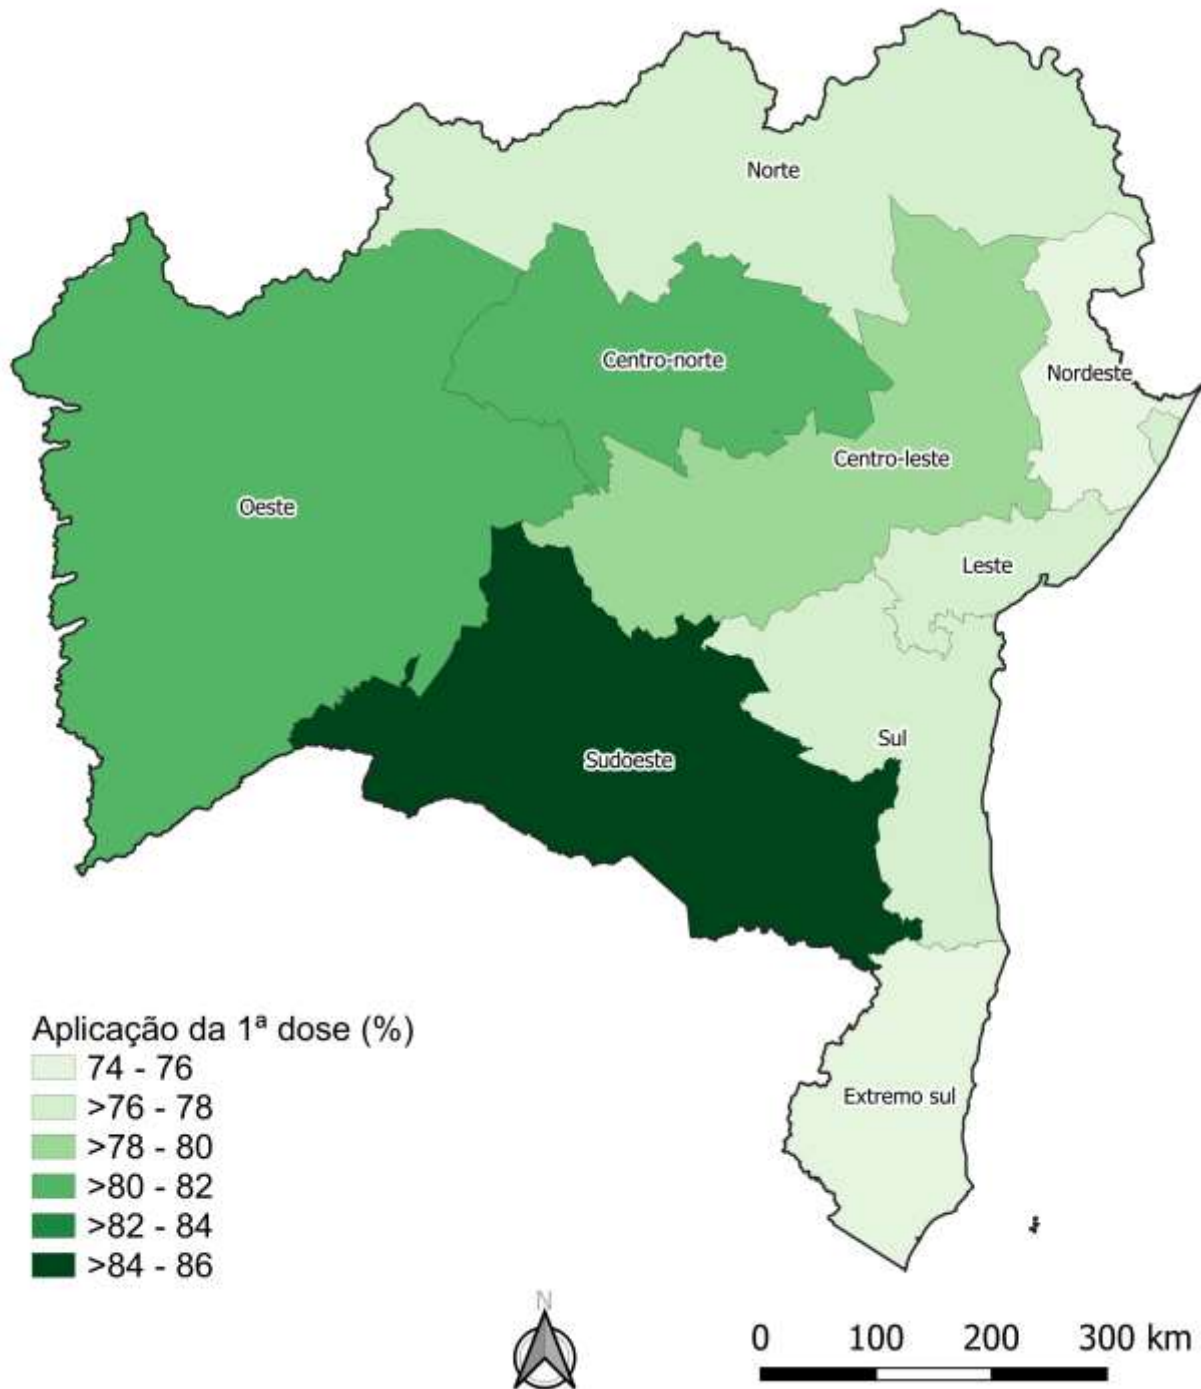 Norte
Centro-norte
Nordeste
Centro-leste
Oeste
Leste
Sul
Sudoeste
Extremo sul
Aplicação da 1ª dose (%)
74 - 76
>76 - 78
>78 - 80
>80 - 82
>82 - 84
>84 - 86
N
0 100 200 300 km